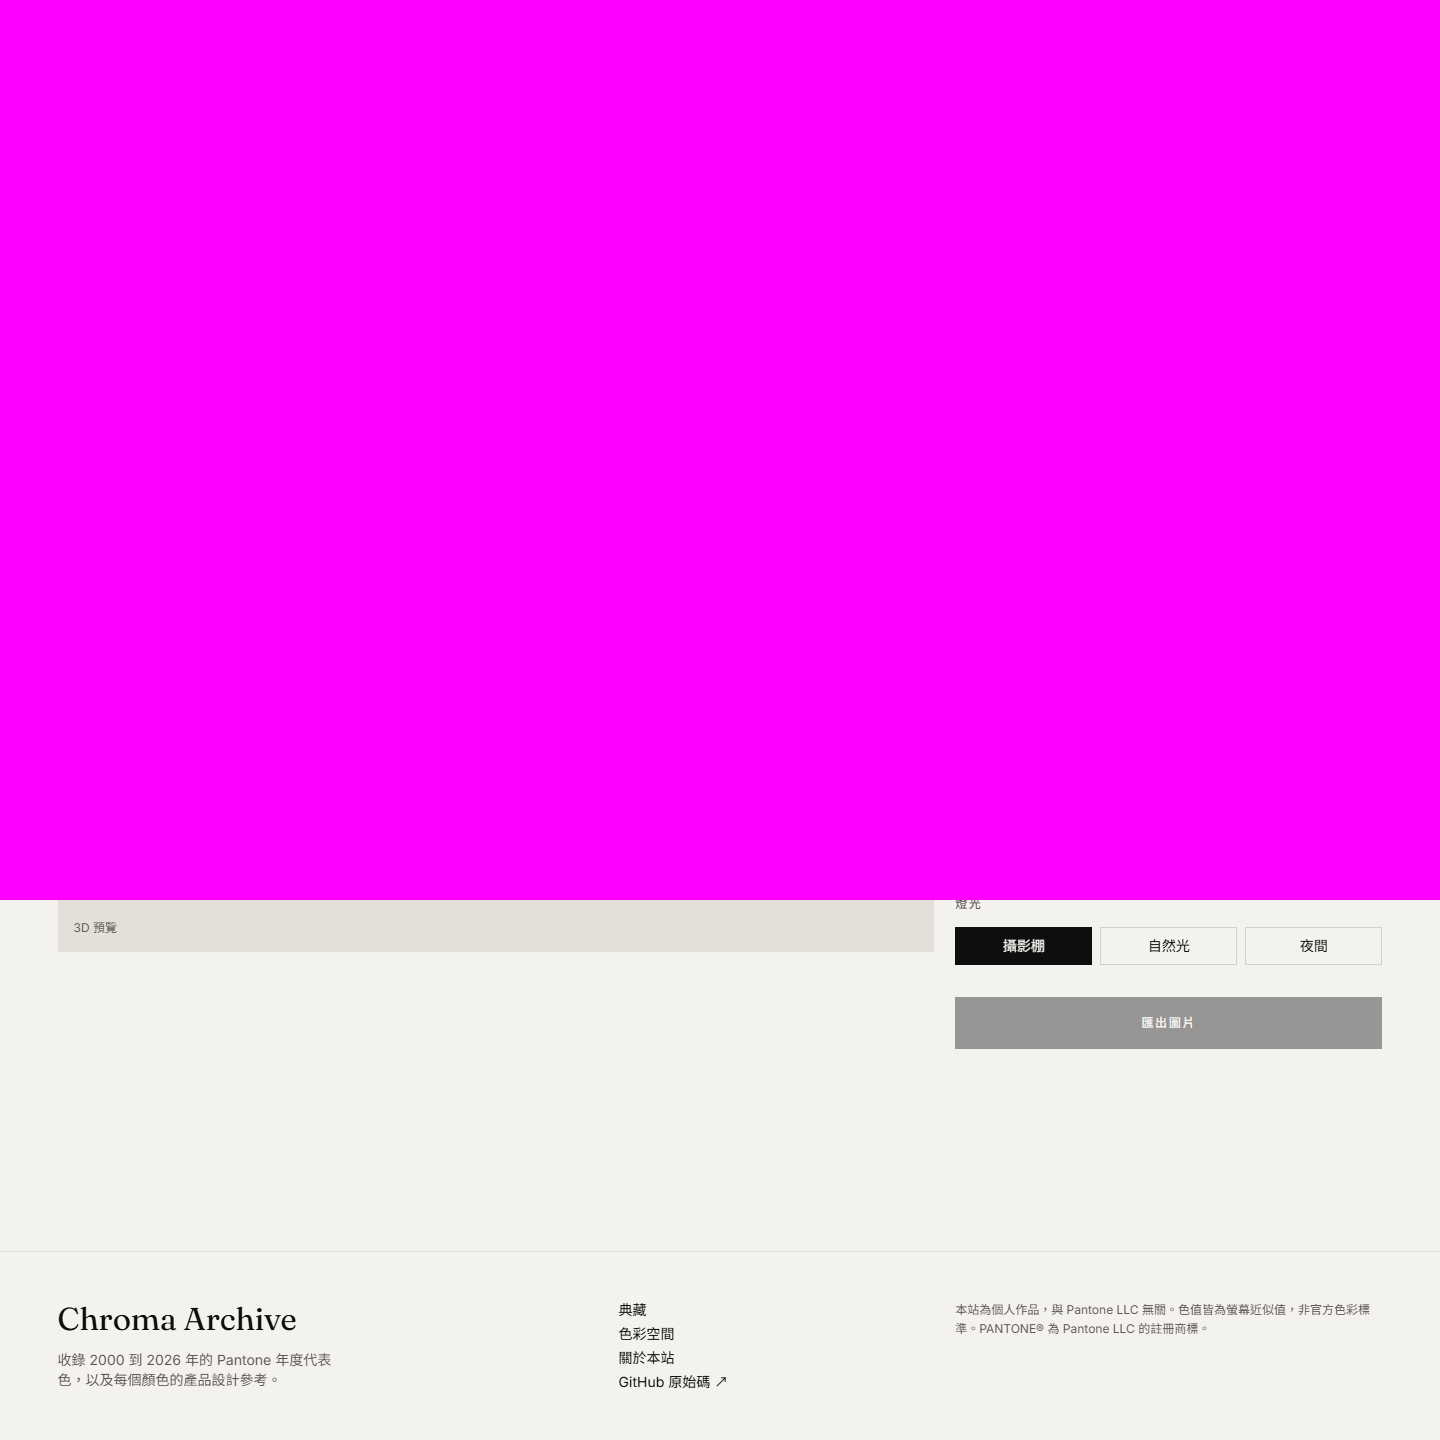 燈光
3D 預覽
攝影棚
自然光
夜間
匯出圖片
Chroma Archive
收錄 2000 到 2026 年的 Pantone 年度代表
色，以及每個顏色的產品設計參考。
典藏
色彩空間
關於本站
GitHub 原始碼 ↗
本站為個人作品，與 Pantone LLC 無關。色值皆為螢幕近似值，非官方色彩標
準。PANTONE® 為 Pantone LLC 的註冊商標。